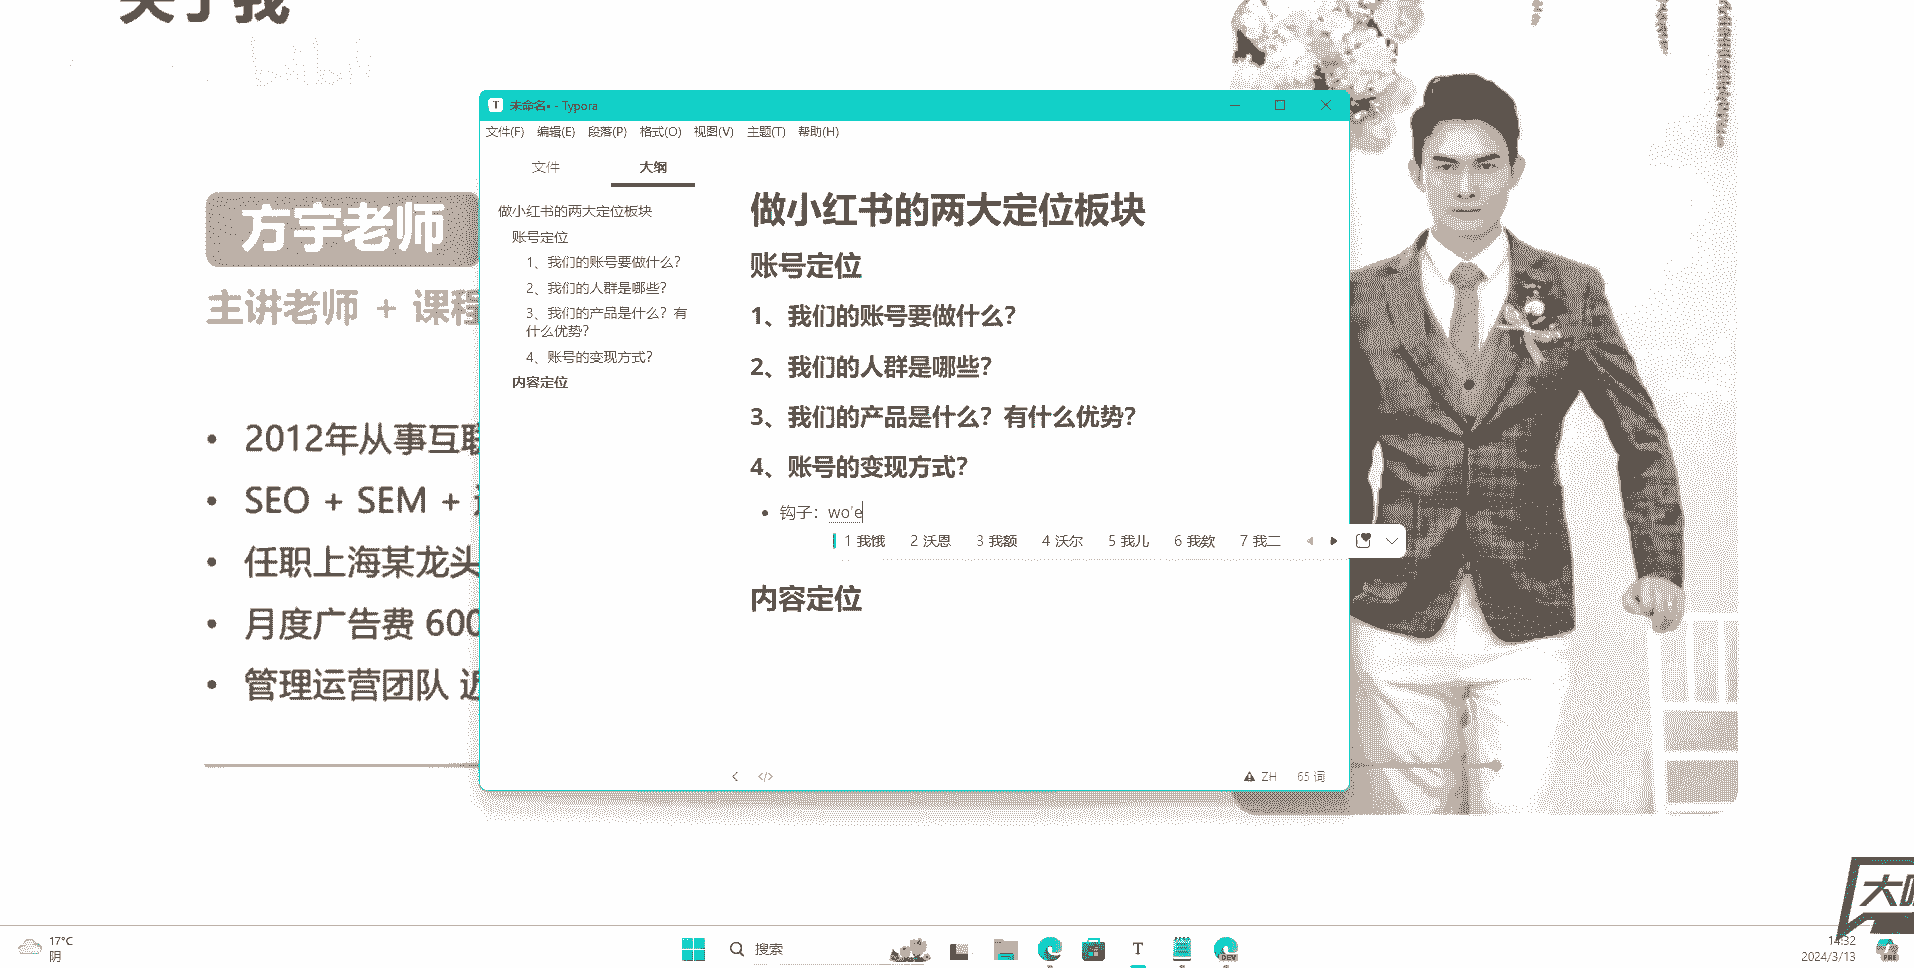 关于我
方宇老师
主讲老师 + 课程
2012年从事互联
SEO + SEM +
任职上海某龙头
月度广告费 600
管理运营团队 近
未命名• - Typora
文件(F) 编辑(E) 段落(P) 格式(O) 视图(V) 主题(T) 帮助(H)
文件 大纲
做小红书的两大定位板块
账号定位
1、我们的账号要做什么？
2、我们的人群是哪些？
3、我们的产品是什么？有
什么优势？
4、账号的变现方式？
内容定位
做小红书的两大定位板块
账号定位
1、我们的账号要做什么？
2、我们的人群是哪些？
3、我们的产品是什么？有什么优势？
4、账号的变现方式？
钩子：wo'e
1 我饿 2 沃恩 3 我额 4 沃尔 5 我儿 6 我欸 7 我二
内容定位
</> ZH 65 词
大
17°C
阴
搜索
DEV
14:32
2024/3/13
PRE